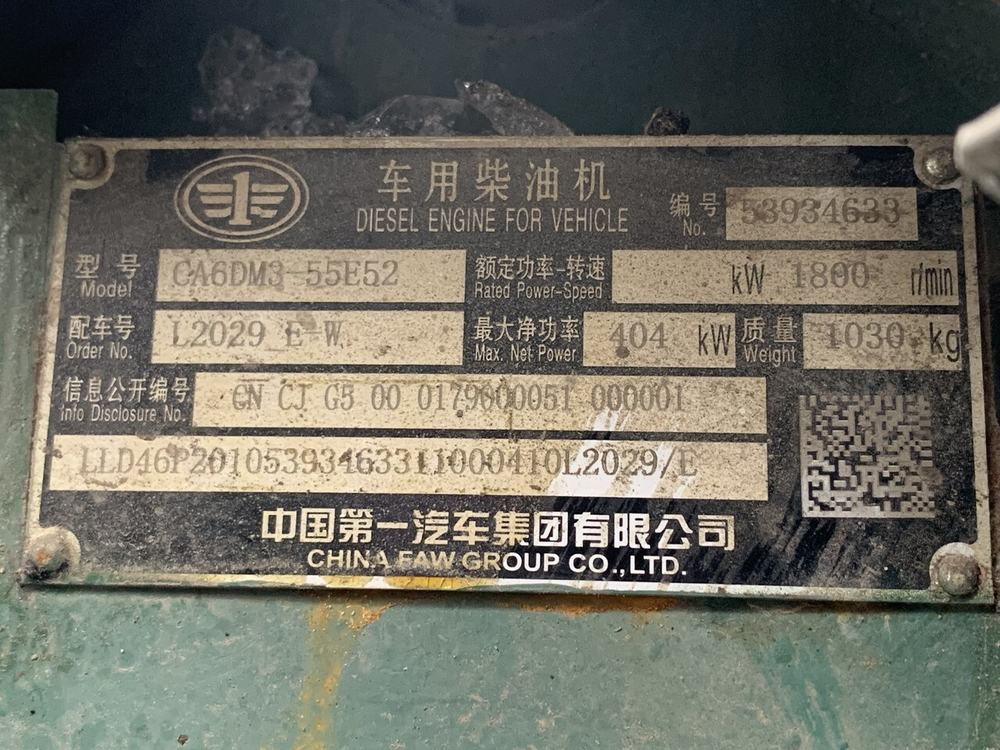 车用柴油机
DIESEL ENGINE FOR VEHICLE
编号 No. 53934633
型号 Model CA6DM3-55E52
额定功率-转速 Rated Power-Speed kW 1800 r/min
配车号 Order No. L2029 E-W
最大净功率 Max. Net Power 404 kW
质量 Weight 1030 kg
信息公开编号 Info Disclosure No. GN CJ G5 00 0179000051 000001
LLD46P20105393463311000410L2029/E
中国第一汽车集团有限公司
CHINA FAW GROUP CO.,LTD.